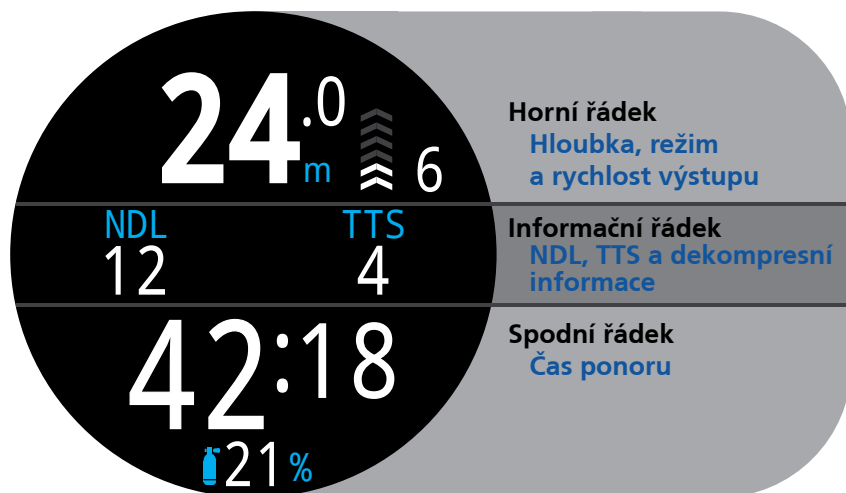 24.0 m 6
NDL TTS
12 4
42:18
21 %
Horní řádek
Hloubka, režim
a rychlost výstupu
Informační řádek
NDL, TTS a dekompresní
informace
Spodní řádek
Čas ponoru